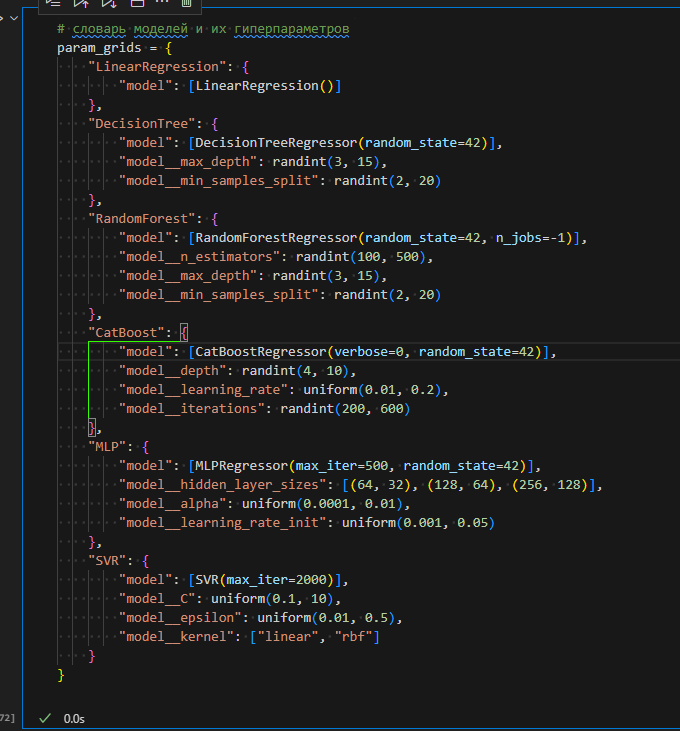 # словарь моделей и их гиперпараметров
param_grids = {
    "LinearRegression": {
        "model": [LinearRegression()]
    },
    "DecisionTree": {
        "model": [DecisionTreeRegressor(random_state=42)],
        "model__max_depth": randint(3, 15),
        "model__min_samples_split": randint(2, 20)
    },
    "RandomForest": {
        "model": [RandomForestRegressor(random_state=42, n_jobs=-1)],
        "model__n_estimators": randint(100, 500),
        "model__max_depth": randint(3, 15),
        "model__min_samples_split": randint(2, 20)
    },
    "CatBoost": {
        "model": [CatBoostRegressor(verbose=0, random_state=42)],
        "model__depth": randint(4, 10),
        "model__learning_rate": uniform(0.01, 0.2),
        "model__iterations": randint(200, 600)
    },
    "MLP": {
        "model": [MLPRegressor(max_iter=500, random_state=42)],
        "model__hidden_layer_sizes": [(64, 32), (128, 64), (256, 128)],
        "model__alpha": uniform(0.0001, 0.01),
        "model__learning_rate_init": uniform(0.001, 0.05)
    },
    "SVR": {
        "model": [SVR(max_iter=2000)],
        "model__C": uniform(0.1, 10),
        "model__epsilon": uniform(0.01, 0.5),
        "model__kernel": ["linear", "rbf"]
    }
}
72] 0.0s